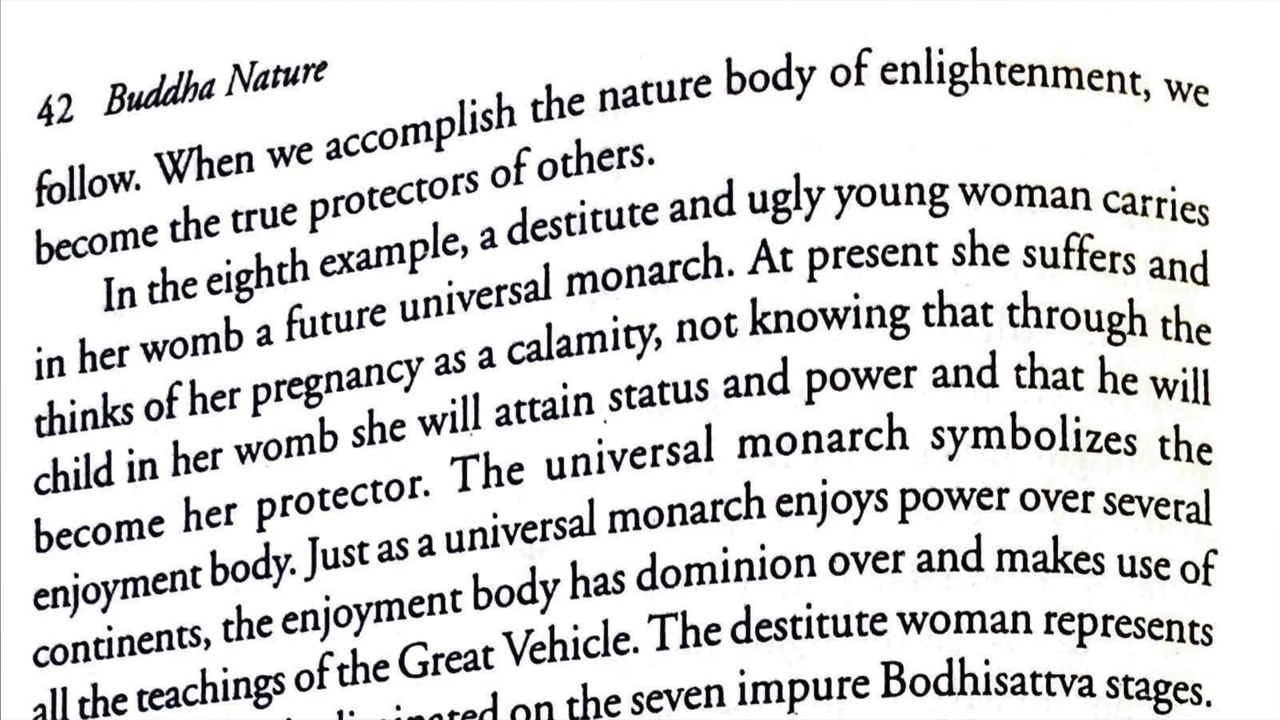 42 Buddha Nature
follow. When we accomplish the nature body of enlightenment, we
become the true protectors of others.
In the eighth example, a destitute and ugly young woman carries
in her womb a future universal monarch. At present she suffers and
thinks of her pregnancy as a calamity, not knowing that through the
child in her womb she will attain status and power and that he will
become her protector. The universal monarch symbolizes the
enjoyment body. Just as a universal monarch enjoys power over several
continents, the enjoyment body has dominion over and makes use of
all the teachings of the Great Vehicle. The destitute woman represents
on the seven impure Bodhisattva stages.